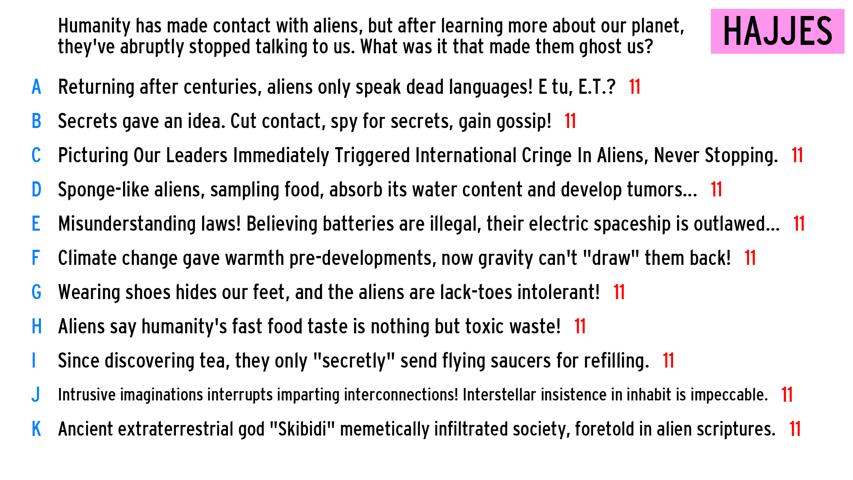 Humanity has made contact with aliens, but after learning more about our planet,
they've abruptly stopped talking to us. What was it that made them ghost us?
HAJJES
A Returning after centuries, aliens only speak dead languages! E tu, E.T.? 11
B Secrets gave an idea. Cut contact, spy for secrets, gain gossip! 11
C Picturing Our Leaders Immediately Triggered International Cringe In Aliens, Never Stopping. 11
D Sponge-like aliens, sampling food, absorb its water content and develop tumors... 11
E Misunderstanding laws! Believing batteries are illegal, their electric spaceship is outlawed... 11
F Climate change gave warmth pre-developments, now gravity can't "draw" them back! 11
G Wearing shoes hides our feet, and the aliens are lack-toes intolerant! 11
H Aliens say humanity's fast food taste is nothing but toxic waste! 11
I Since discovering tea, they only "secretly" send flying saucers for refilling. 11
J Intrusive imaginations interrupts imparting interconnections! Interstellar insistence in inhabit is impeccable. 11
K Ancient extraterrestrial god "Skibidi" memetically infiltrated society, foretold in alien scriptures. 11